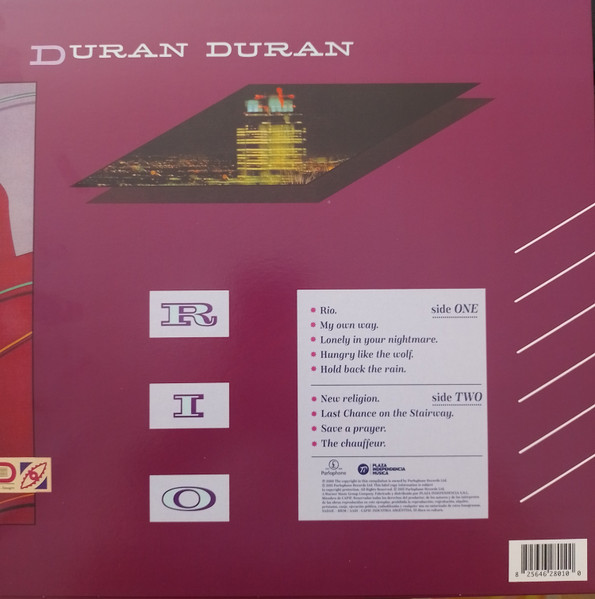 DURAN DURAN
R
I
O
side ONE
Rio.
My own way.
Lonely in your nightmare.
Hungry like the wolf.
Hold back the rain.
side TWO
New religion.
Last Chance on the Stairway.
Save a prayer.
The chauffeur.
Parlophone
PLAZA
INDEPENDENCIA
MUSICA
8 25646 28010 0